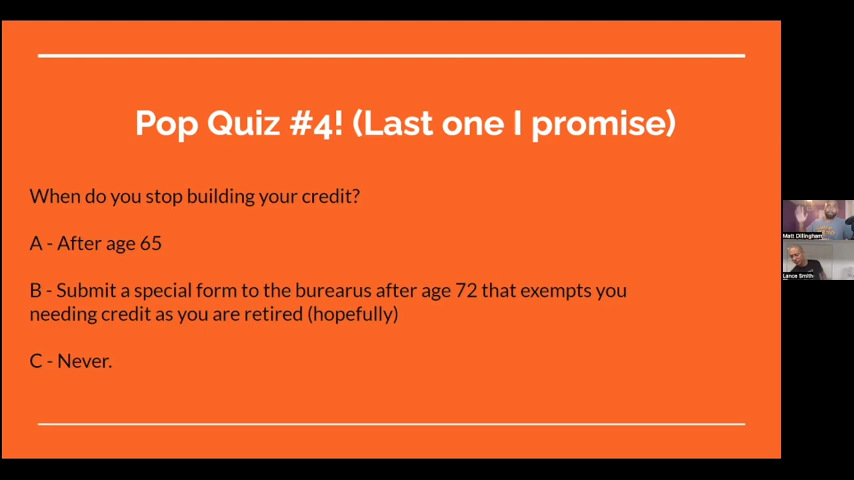 Pop Quiz #4! (Last one I promise)
When do you stop building your credit?
A - After age 65
B - Submit a special form to the burearus after age 72 that exempts you
needing credit as you are retired (hopefully)
C - Never.
Matt Dillingham
Lance Smith